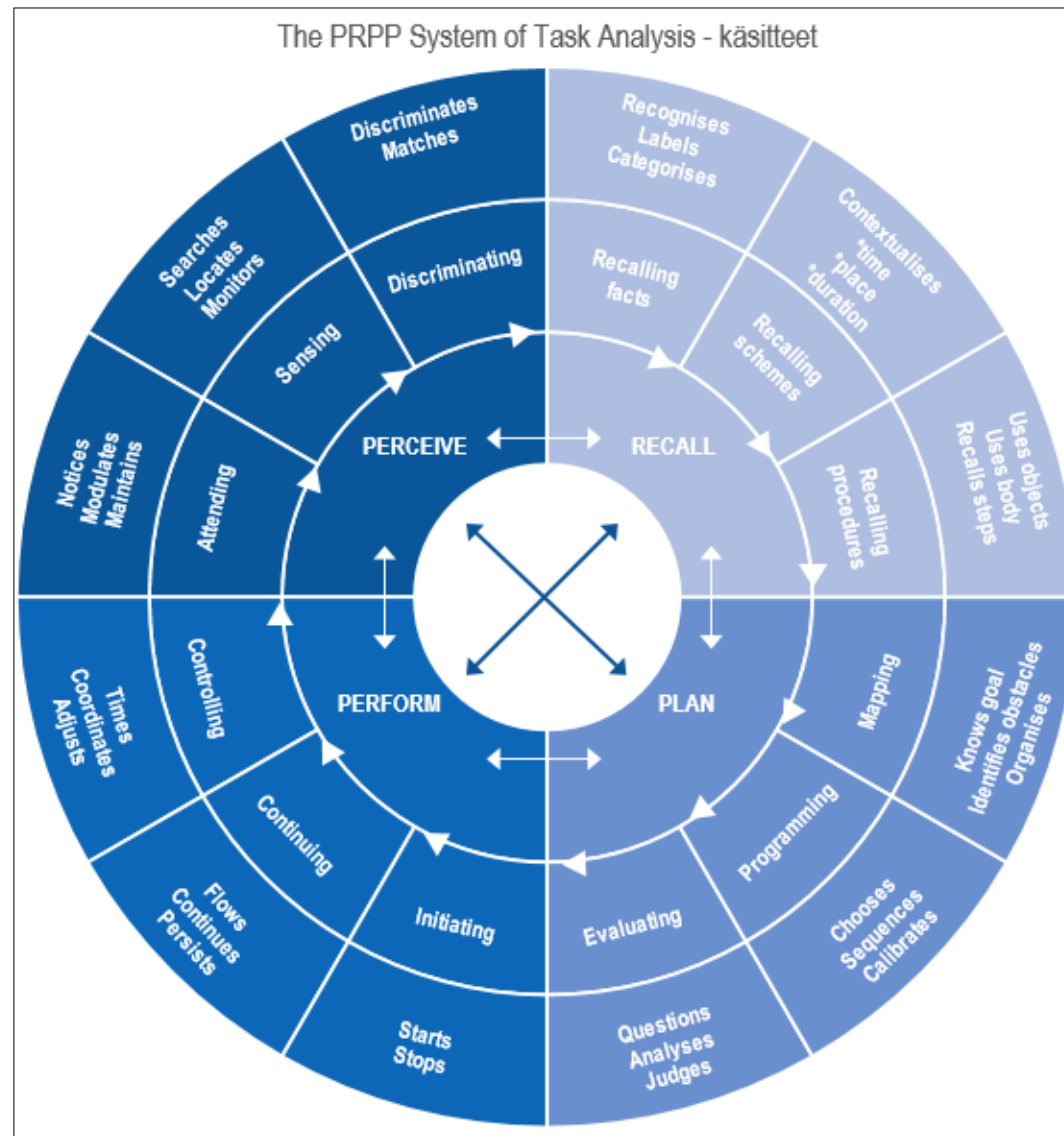 The PRPP System of Task Analysis - käsitteet
Discriminates
Matches
Recognises
Labels
Categorises
Searches
Locates
Monitors
Contextualises
*time
*place
*duration
Discriminating
Recalling
facts
Sensing
Recalling
schemes
Notices
Modulates
Maintains
Attending
PERCEIVE
RECALL
Recalling
procedures
Uses objects
Uses body
Recalls steps
Times
Coordinates
Adjusts
Controlling
PERFORM
PLAN
Mapping
Knows goal
Identifies obstacles
Organises
Continuing
Programming
Flows
Continues
Persists
Initiating
Evaluating
Chooses
Sequences
Calibrates
Starts
Stops
Questions
Analyses
Judges